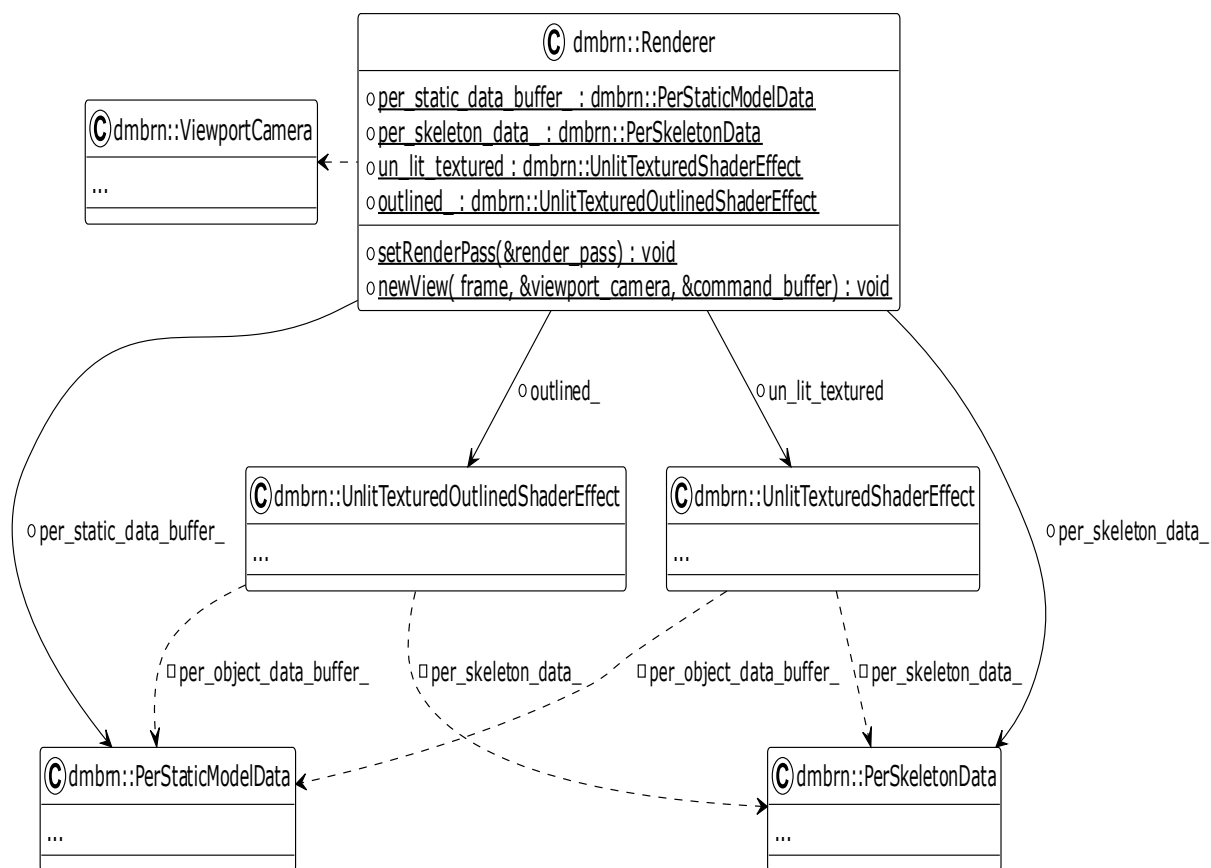 C dmbrn::Renderer
per_static_data_buffer_ : dmbrn::PerStaticModelData
per_skeleton_data_ : dmbrn::PerSkeletonData
un_lit_textured : dmbrn::UnlitTexturedShaderEffect
outlined_ : dmbrn::UnlitTexturedOutlinedShaderEffect
setRenderPass(&render_pass) : void
newView( frame, &viewport_camera, &command_buffer) : void
C dmbrn::ViewportCamera
...
outlined_
un_lit_textured
C dmbrn::UnlitTexturedOutlinedShaderEffect
...
C dmbrn::UnlitTexturedShaderEffect
...
per_static_data_buffer_
per_skeleton_data_
per_object_data_buffer_
per_skeleton_data_
per_object_data_buffer_
per_skeleton_data_
C dmbrn::PerStaticModelData
...
C dmbrn::PerSkeletonData
...